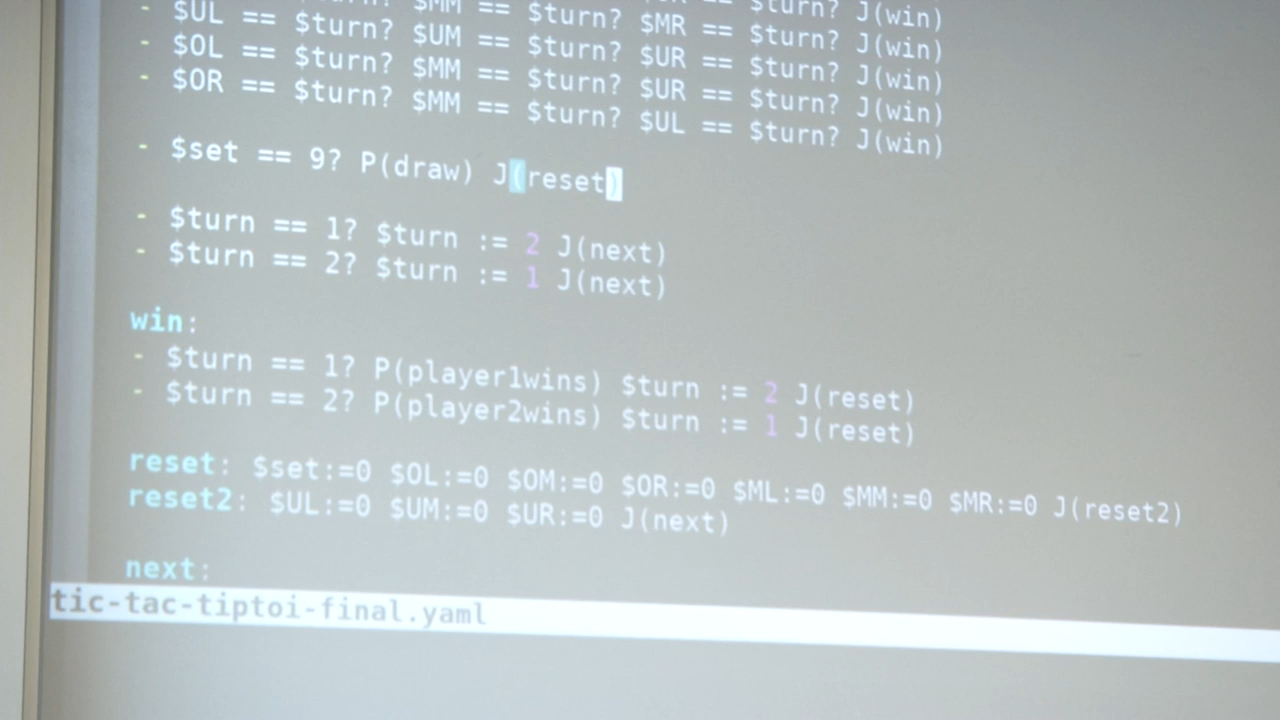 $turn? $MM == $turn? == $turn? J(win)
- $UL == $turn? $MM == $turn? $MR == $turn? J(win)
- $OL == $turn? $UM == $turn? $UR == $turn? J(win)
- $OR == $turn? $MM == $turn? $UR == $turn? J(win)
$MM == $turn? $UL == $turn? J(win)
- $set == 9? P(draw) J(reset)
- $turn == 1? $turn := 2 J(next)
- $turn == 2? $turn := 1 J(next)
win:
- $turn == 1? P(player1wins) $turn := 2 J(reset)
- $turn == 2? P(player2wins) $turn := 1 J(reset)
reset: $set:=0 $OL:=0 $OM:=0 $OR:=0 $ML:=0 $MM:=0 $MR:=0 J(reset2)
reset2: $UL:=0 $UM:=0 $UR:=0 J(next)
next:
tic-tac-tiptoi-final.yaml